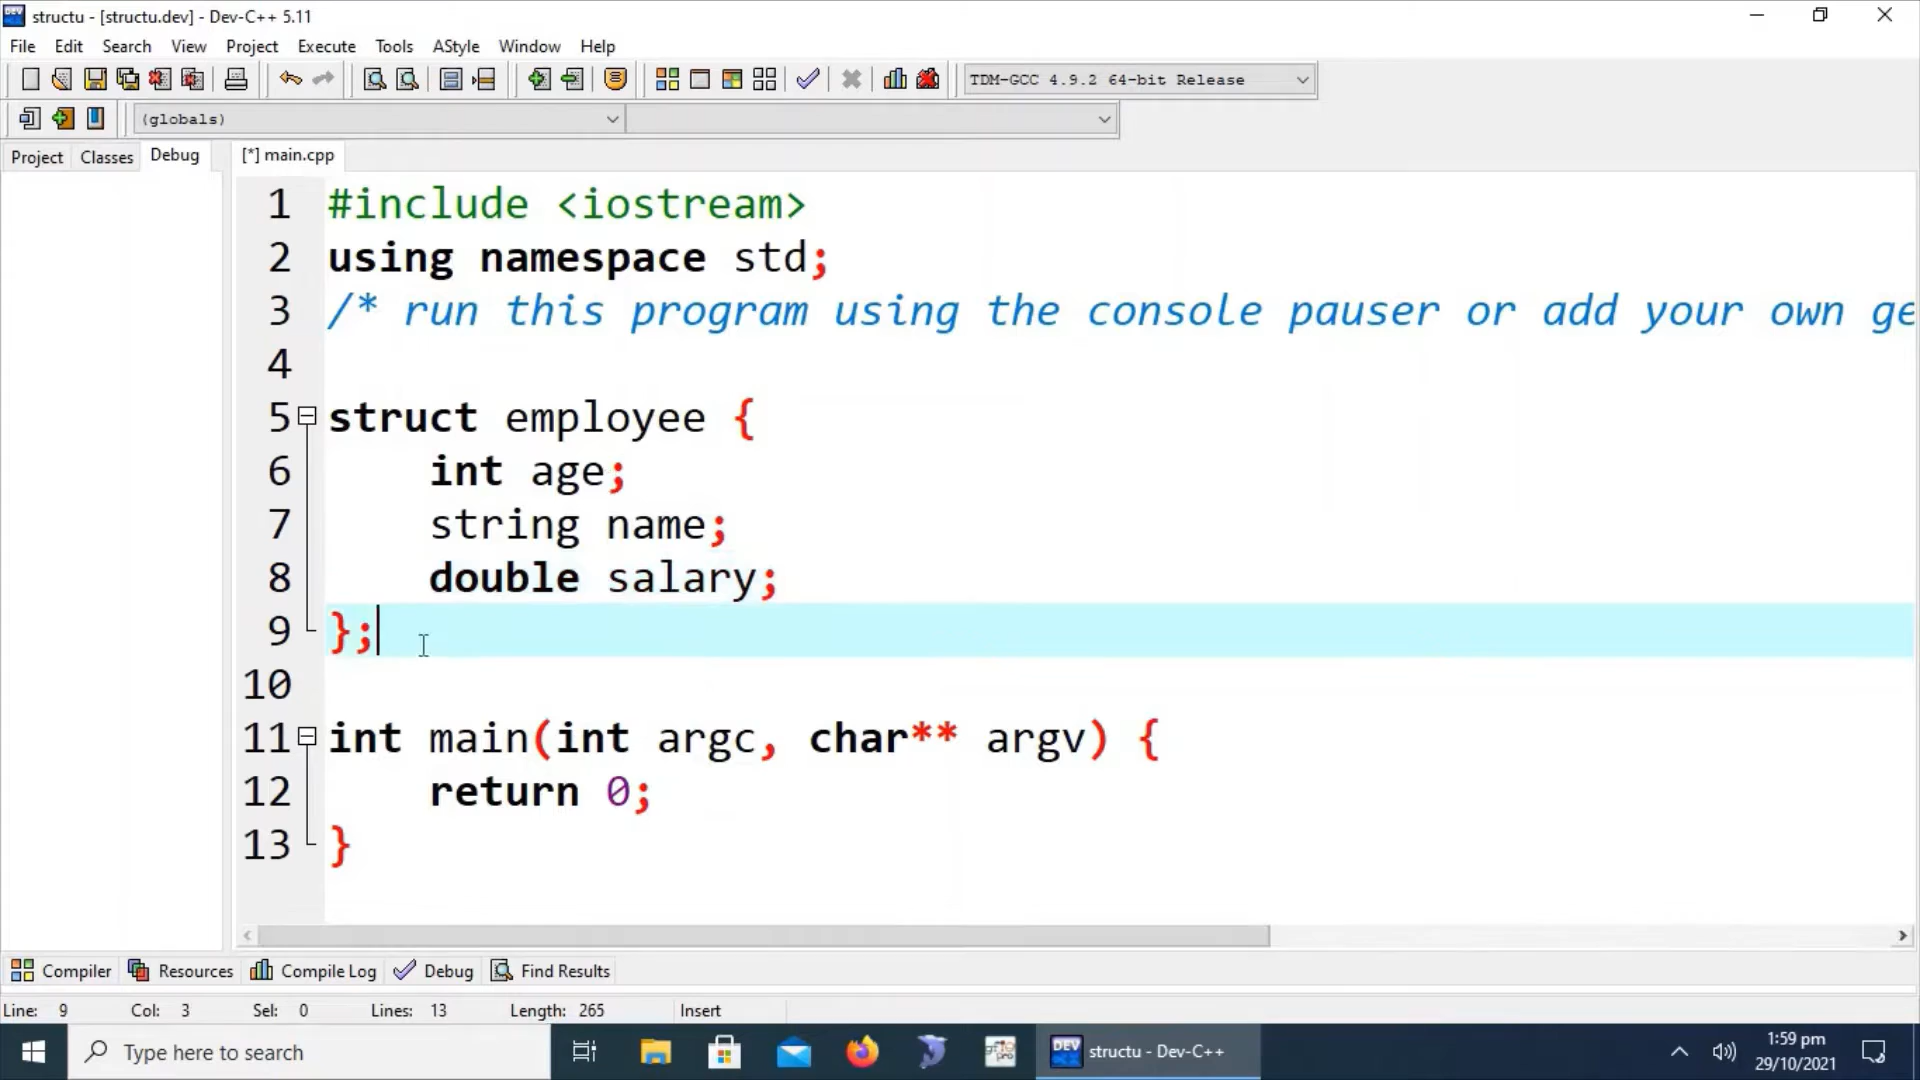 structu - [structu.dev] - Dev-C++ 5.11
File Edit Search View Project Execute Tools AStyle Window Help
TDM-GCC 4.9.2 64-bit Release
(globals)
Project Classes Debug [*] main.cpp
1 #include <iostream>
2 using namespace std;
3 /* run this program using the console pauser or add your own ge
4
5 struct employee {
6 int age;
7 string name;
8 double salary;
9 };
10
11 int main(int argc, char** argv) {
12 return 0;
13 }
Compiler Resources Compile Log Debug Find Results
Line: 9 Col: 3 Sel: 0 Lines: 13 Length: 265 Insert
Type here to search
DEV structu - Dev-C++
1:59 pm
29/10/2021